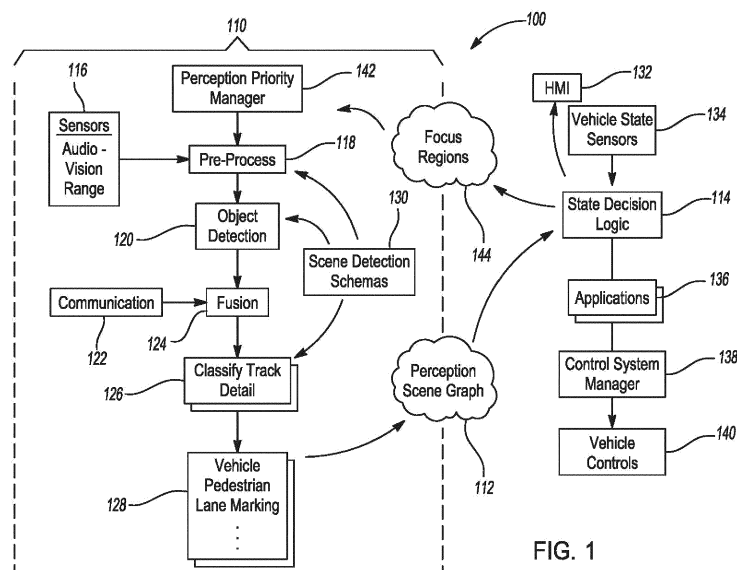 110
100
116
Sensors
Audio -
Vision
Range
Perception Priority
Manager
142
Pre-Process
118
Object
Detection
120
130
Scene Detection
Schemas
Communication
122
Fusion
124
Classify Track
Detail
126
Vehicle
Pedestrian
Lane Marking
128
Focus
Regions
144
Perception
Scene Graph
112
HMI
132
Vehicle State
Sensors
134
State Decision
Logic
114
Applications
136
Control System
Manager
138
Vehicle
Controls
140
FIG. 1